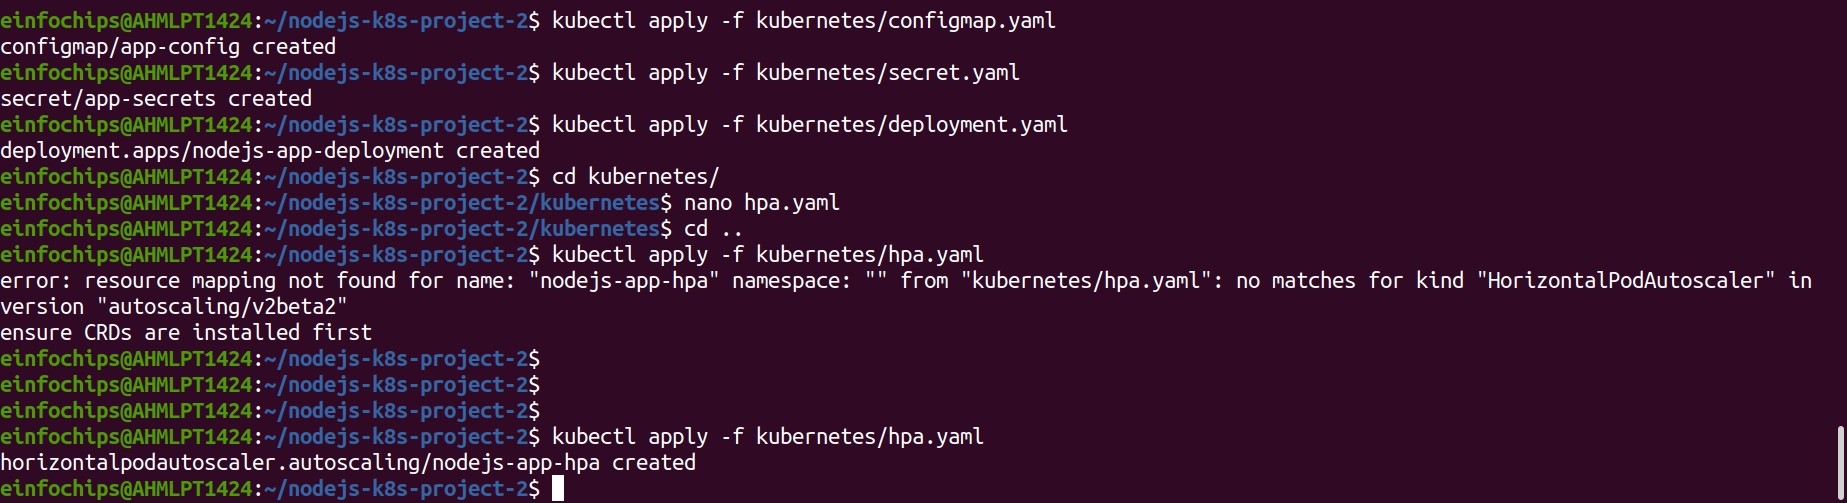 einfochips@AHMLPT1424:~/nodejs-k8s-project-2$ kubectl apply -f kubernetes/configmap.yaml
configmap/app-config created
einfochips@AHMLPT1424:~/nodejs-k8s-project-2$ kubectl apply -f kubernetes/secret.yaml
secret/app-secrets created
einfochips@AHMLPT1424:~/nodejs-k8s-project-2$ kubectl apply -f kubernetes/deployment.yaml
deployment.apps/nodejs-app-deployment created
einfochips@AHMLPT1424:~/nodejs-k8s-project-2$ cd kubernetes/
einfochips@AHMLPT1424:~/nodejs-k8s-project-2/kubernetes$ nano hpa.yaml
einfochips@AHMLPT1424:~/nodejs-k8s-project-2/kubernetes$ cd ..
einfochips@AHMLPT1424:~/nodejs-k8s-project-2$ kubectl apply -f kubernetes/hpa.yaml
error: resource mapping not found for name: "nodejs-app-hpa" namespace: "" from "kubernetes/hpa.yaml": no matches for kind "HorizontalPodAutoscaler" in
version "autoscaling/v2beta2"
ensure CRDs are installed first
einfochips@AHMLPT1424:~/nodejs-k8s-project-2$
einfochips@AHMLPT1424:~/nodejs-k8s-project-2$
einfochips@AHMLPT1424:~/nodejs-k8s-project-2$
einfochips@AHMLPT1424:~/nodejs-k8s-project-2$ kubectl apply -f kubernetes/hpa.yaml
horizontalpodautoscaler.autoscaling/nodejs-app-hpa created
einfochips@AHMLPT1424:~/nodejs-k8s-project-2$